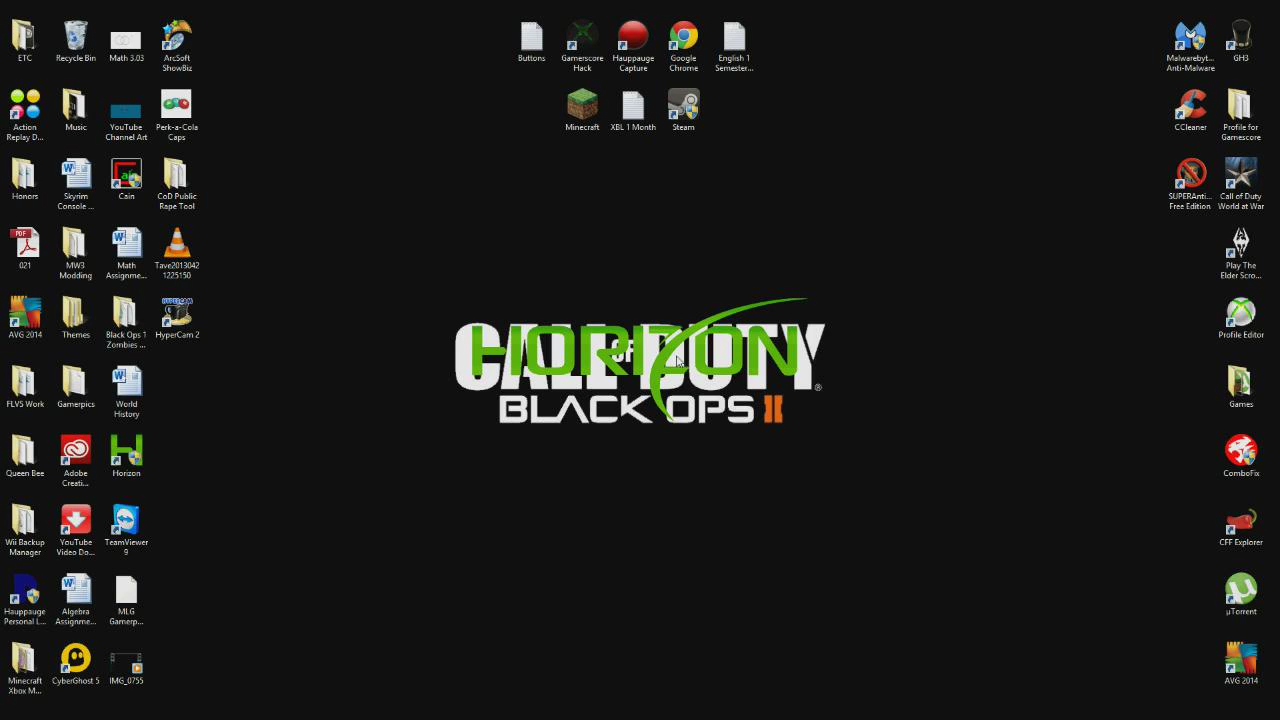 ETC
Recycle Bin
Math 3.03
ArcSoft
ShowBiz
Buttons
Gamerscore
Hack
Hauppauge
Capture
Google
Chrome
English 1
Semester...
Malwarebyt...
Anti-Malware
GH3
Action
Replay D...
Music
YouTube
Channel Art
Perk-a-Cola
Caps
Minecraft
XBL 1 Month
Steam
CCleaner
Profile for
Gamescore
Honors
Skyrim
Console ...
Cain
CoD Public
Rape Tool
SUPERAnti...
Free Edition
Call of Duty
World at War
PDF
021
MW3
Modding
Math
Assignme...
Tave2013042
1225150
Play The
Elder Scro...
AVG 2014
Themes
Black Ops 1
Zombies ...
HYPERCAM
HyperCam 2
Profile Editor
CALL OF DUTY®
HORIZON
BLACK OPS II
FLVS Work
Gamerpics
World
History
Games
Queen Bee
Adobe
Creati...
Horizon
ComboFix
Wii Backup
Manager
YouTube
Video Do...
TeamViewer
9
CFF Explorer
Hauppauge
Personal L...
Algebra
Assignme...
MLG
Gamerp...
µTorrent
Minecraft
Xbox M...
CyberGhost 5
IMG_0755
AVG 2014